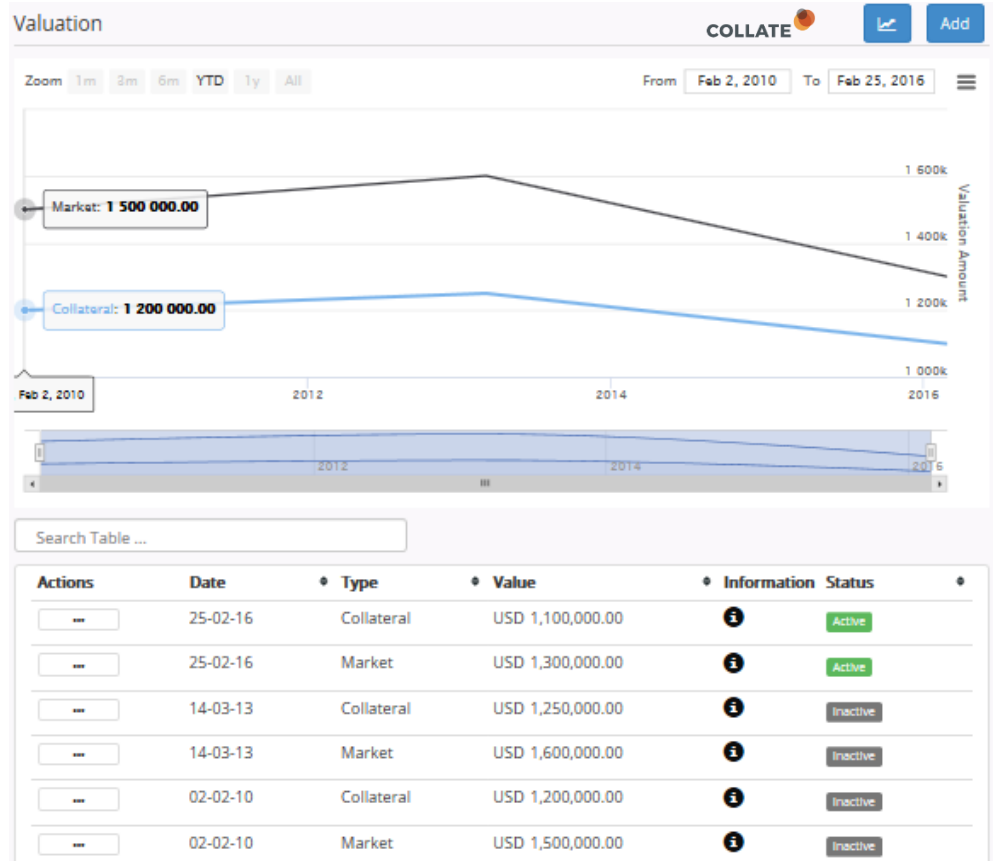 Valuation
COLLATE
Add
Zoom 1m 3m 6m YTD 1y All
From Feb 2, 2010 To Feb 25, 2016
1 600k
Market: 1 500 000.00
1 400k
Valuation Amount
Collateral: 1 200 000.00
1 200k
1 000k
Feb 2, 2010
2012 2014 2016
2012 2014 2016
Search Table ...
Actions Date Type Value Information Status
... 25-02-16 Collateral USD 1,100,000.00 Active
... 25-02-16 Market USD 1,300,000.00 Active
... 14-03-13 Collateral USD 1,250,000.00 Inactive
... 14-03-13 Market USD 1,600,000.00 Inactive
... 02-02-10 Collateral USD 1,200,000.00 Inactive
... 02-02-10 Market USD 1,500,000.00 Inactive